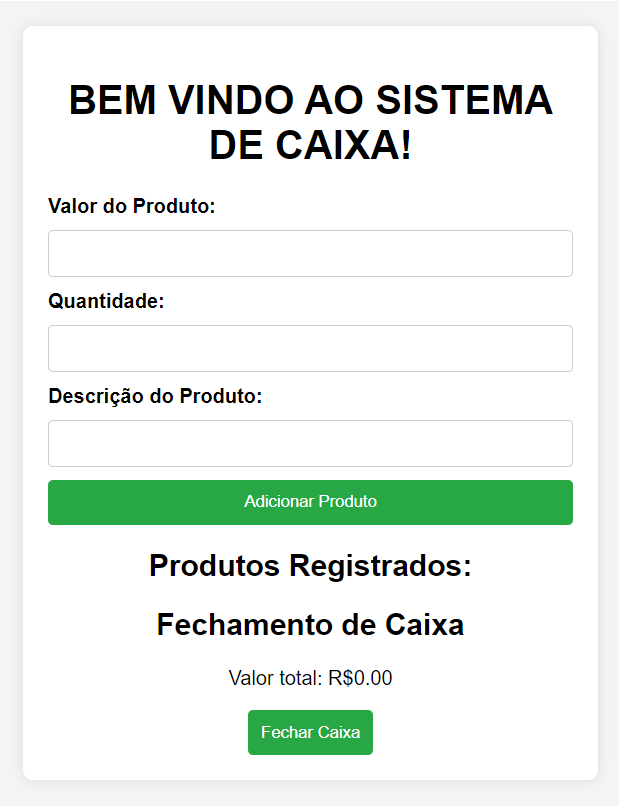 BEM VINDO AO SISTEMA
DE CAIXA!
Valor do Produto:
Quantidade:
Descrição do Produto:
Adicionar Produto
Produtos Registrados:
Fechamento de Caixa
Valor total: R$0.00
Fechar Caixa